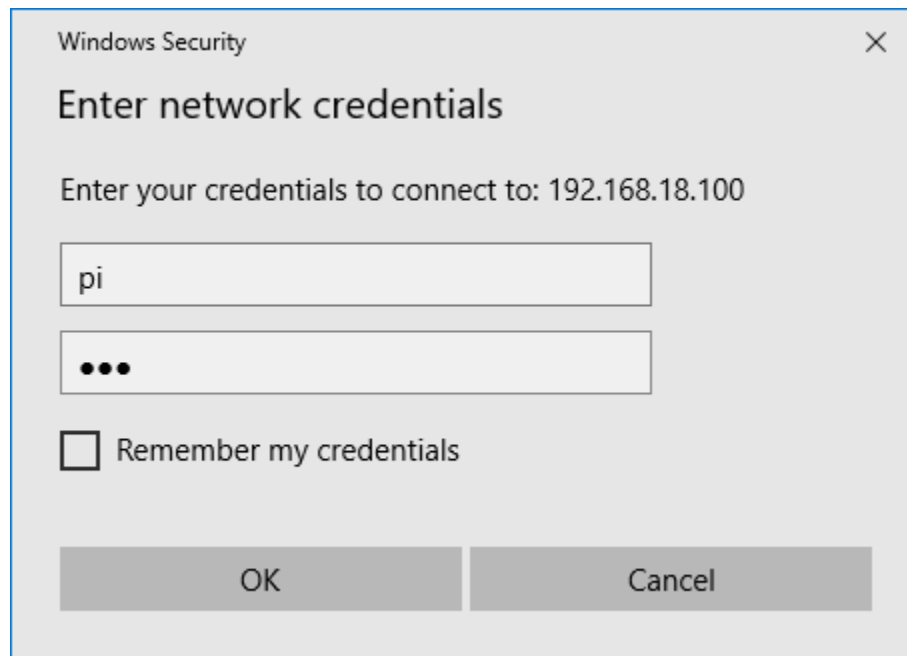 Windows Security
Enter network credentials
Enter your credentials to connect to: 192.168.18.100
pi
●●●
Remember my credentials
OK
Cancel